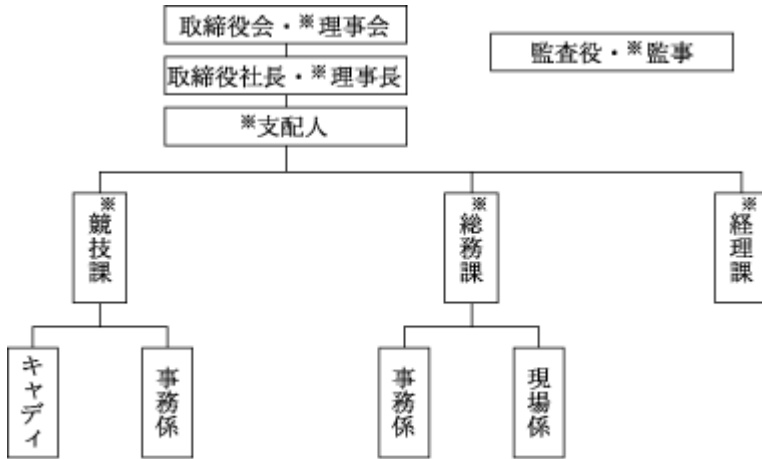 取締役会・※理事会
監査役・※監事
取締役社長・※理事長
※支配人
※競技課
※総務課
※経理課
キャディ
事務係
事務係
現場係